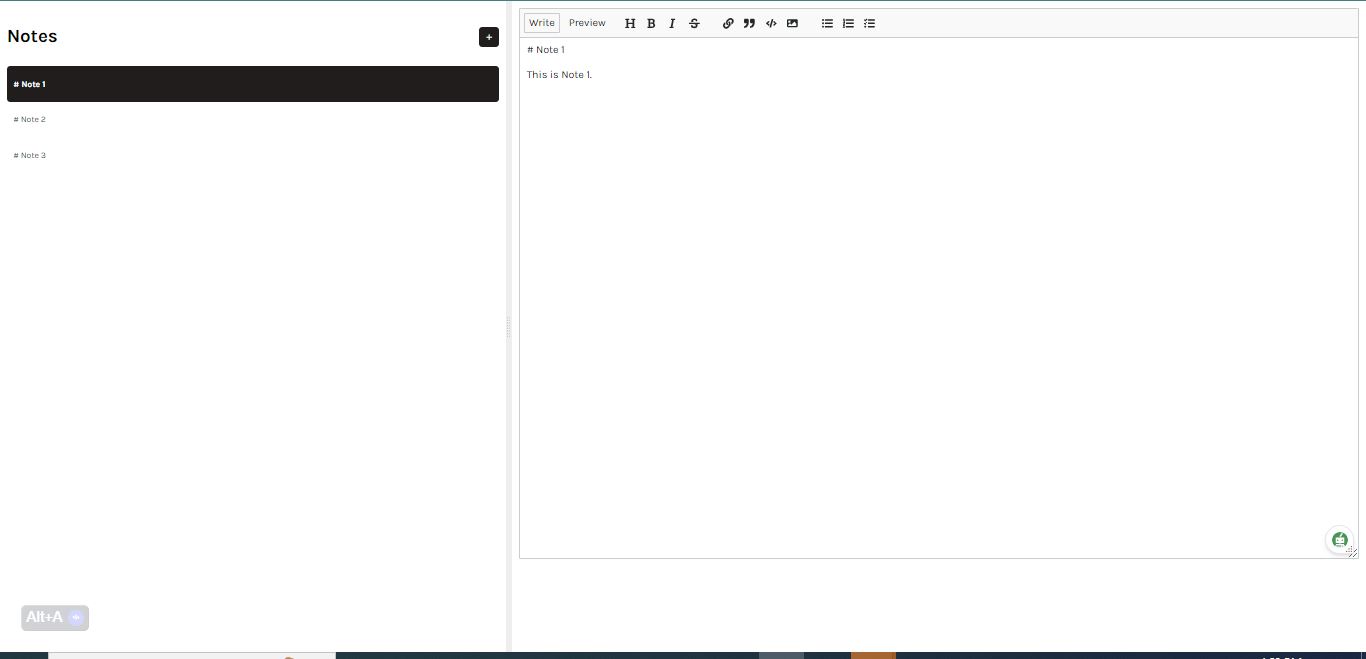 Notes
+
# Note 1
# Note 2
# Note 3
Write Preview H B I S
# Note 1
This is Note 1.
Alt+A